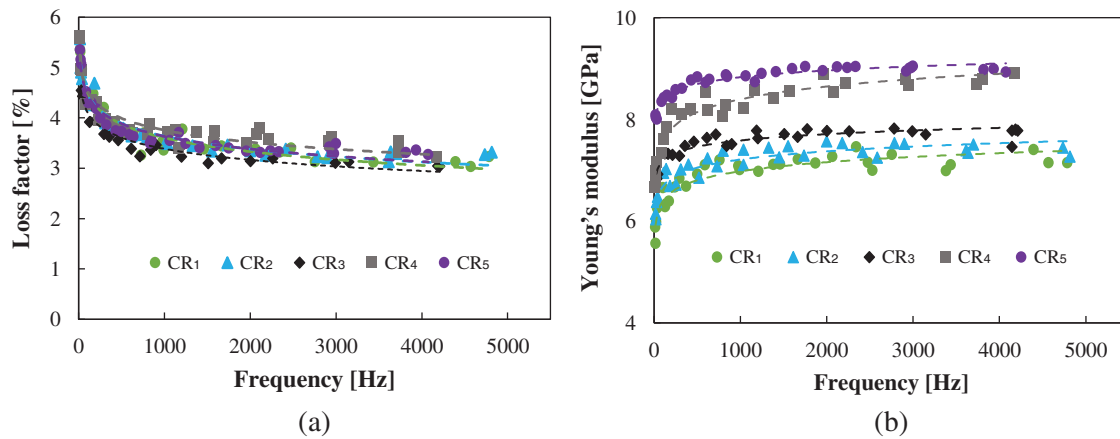 6
5
4
3
2
1
0
Loss factor [%]
CR1 CR2 CR3 CR4 CR5
0 1000 2000 3000 4000 5000
Frequency [Hz]
(a)
10
8
6
4
Young's modulus [GPa]
CR1 CR2 CR3 CR4 CR5
0 1000 2000 3000 4000 5000
Frequency [Hz]
(b)